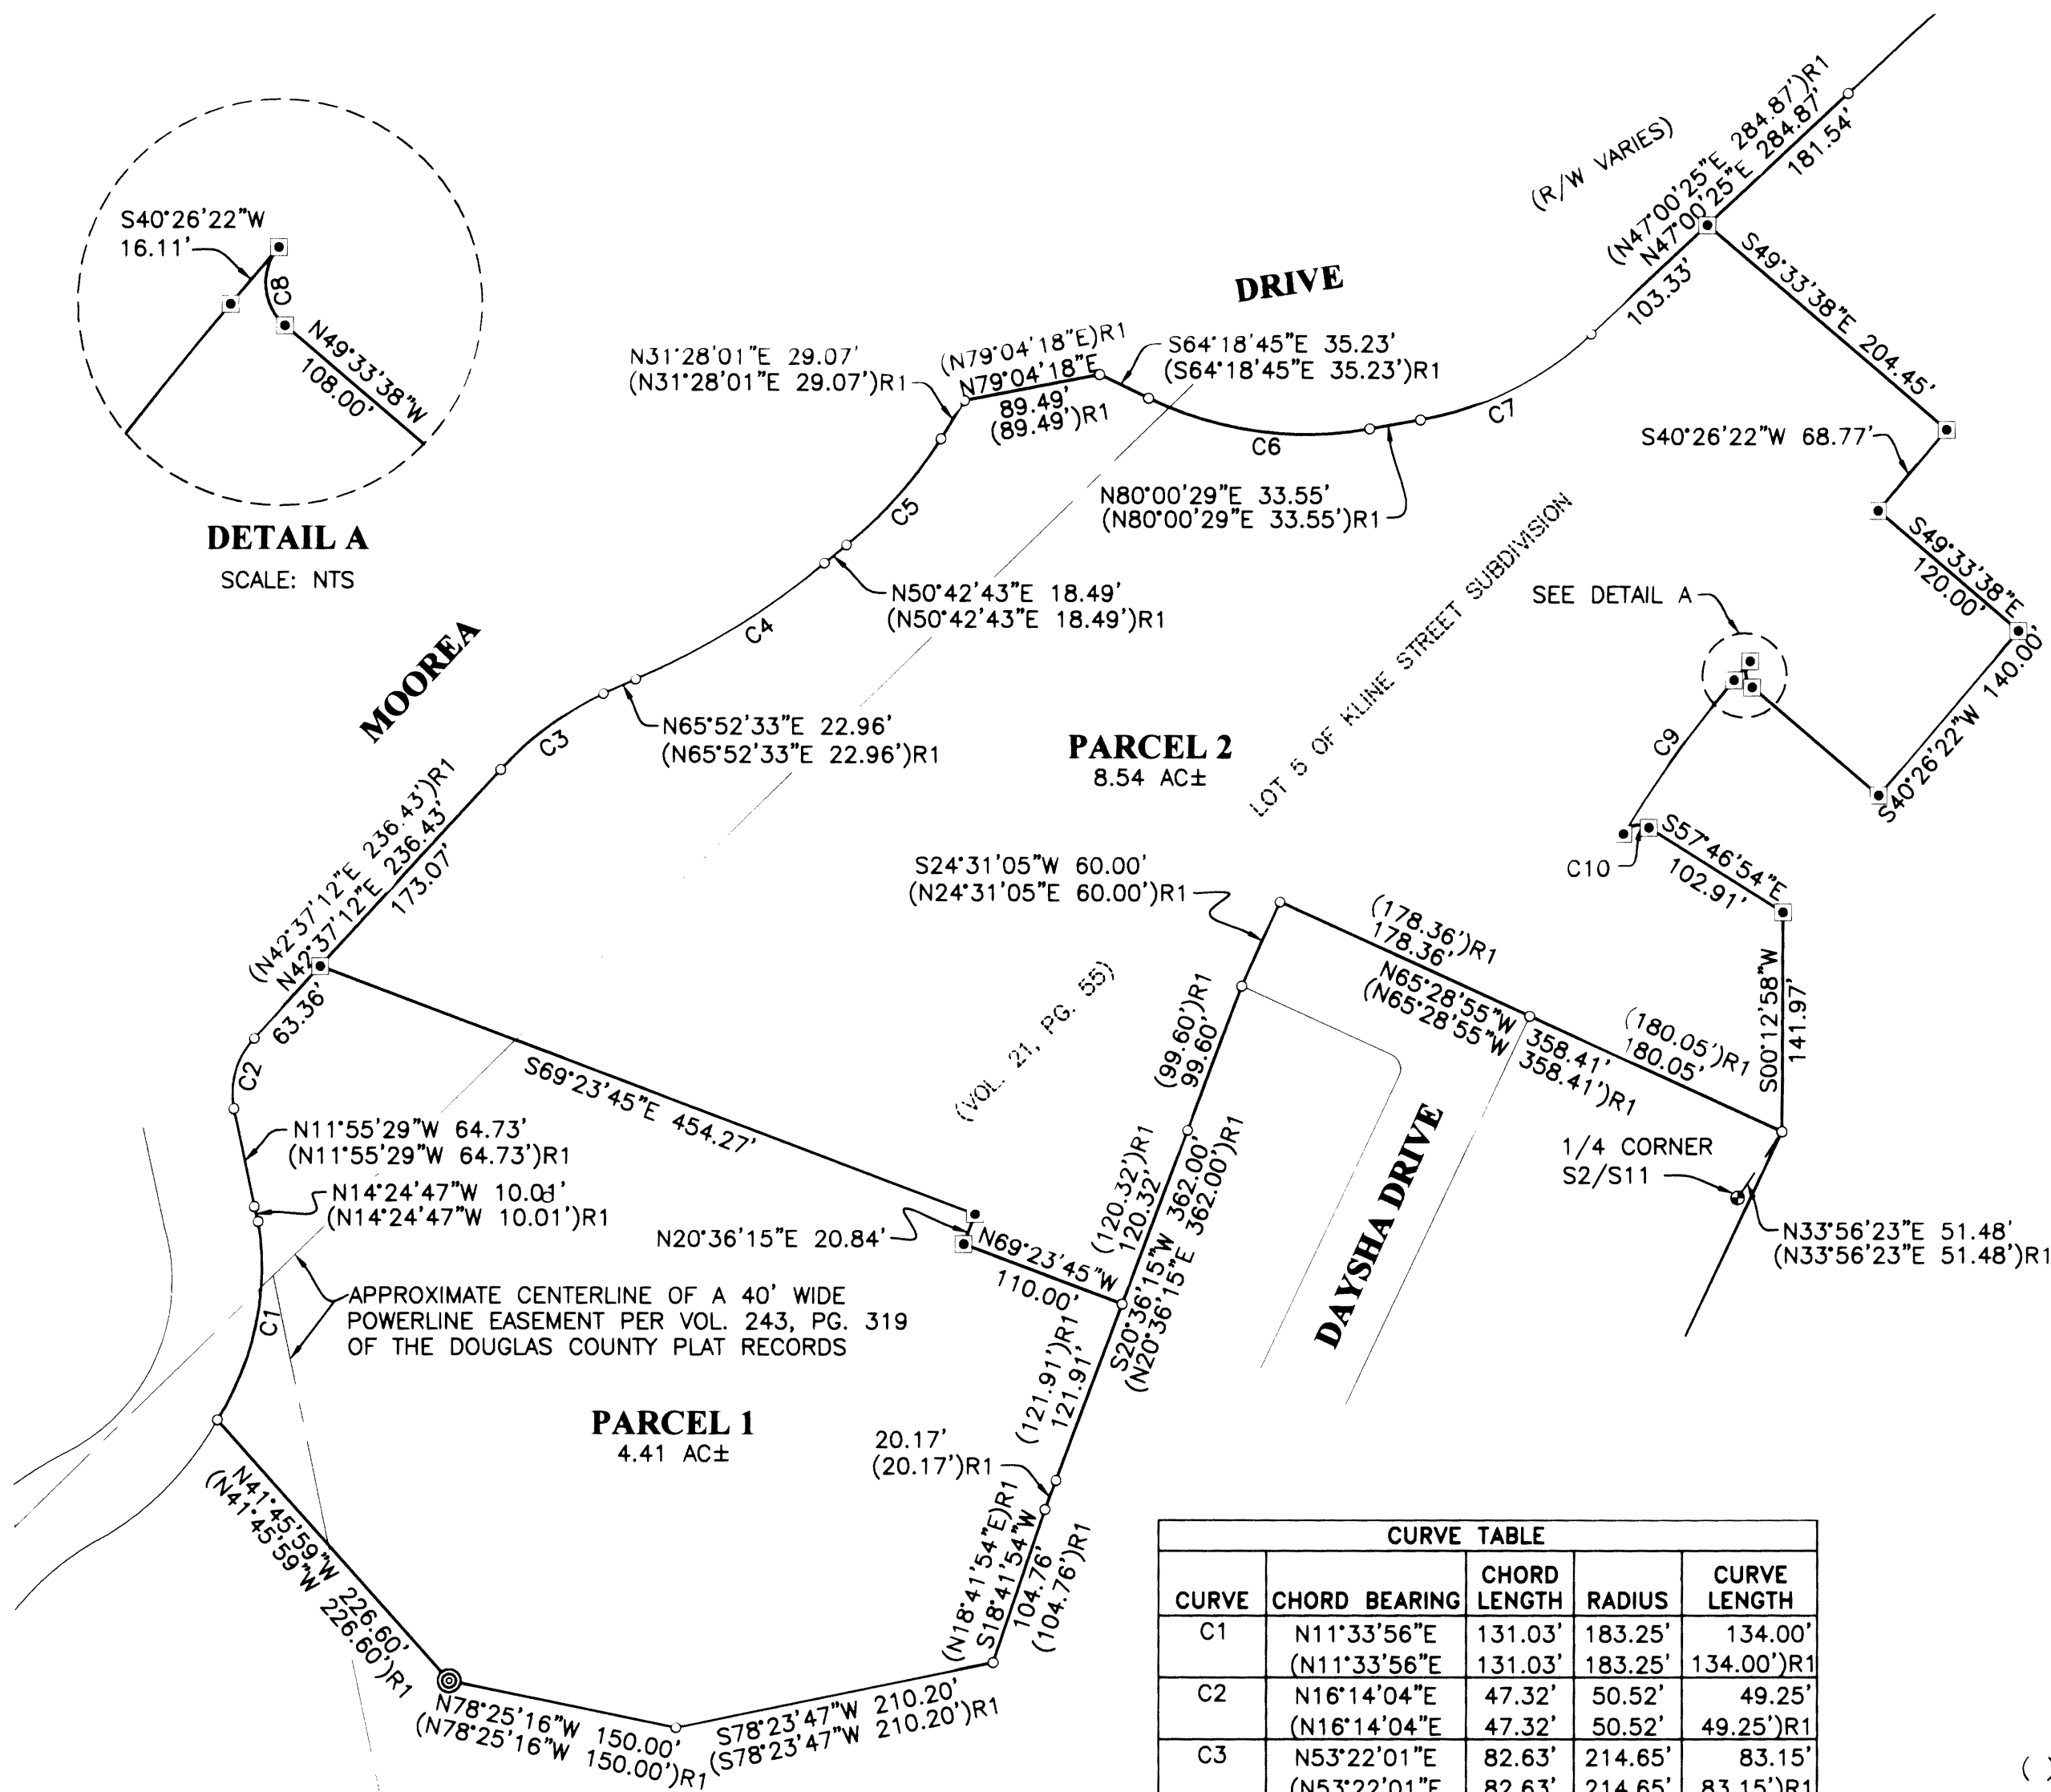 S40°26'22"W
16.11'
C8
N49°33'38"W
108.00'
DETAIL A
SCALE: NTS
MOOREA
DRIVE
(R/W VARIES)
(N47°00'25"E 284.87')R1
N47°00'25"E 284.87'
181.54'
103.33'
S49°33'38"E 204.45'
S40°26'22"W 68.77'
S49°33'38"E
120.00'
S40°26'22"W 140.00'
SEE DETAIL A
N31°28'01"E 29.07'
(N31°28'01"E 29.07')R1
(N79°04'18"E)R1
N79°04'18"E
89.49'
(89.49')R1
S64°18'45"E 35.23'
(S64°18'45"E 35.23')R1
C6
C7
N80°00'29"E 33.55'
(N80°00'29"E 33.55')R1
C5
N50°42'43"E 18.49'
(N50°42'43"E 18.49')R1
C4
N65°52'33"E 22.96'
(N65°52'33"E 22.96')R1
C3
PARCEL 2
8.54 AC±
LOT 5 OF KLINE STREET SUBDIVISION
(VOL. 21, PG. 55)
C9
C10
S57°46'54"E
102.91'
S00°12'58"W
141.97'
(N42°37'12"E 236.43')R1
N42°37'12"E 236.43'
173.07'
63.36'
C2
S24°31'05"W 60.00'
(N24°31'05"E 60.00')R1
(178.36')R1
178.36'
N65°28'55"W 358.41'
(N65°28'55"W 358.41')R1
(180.05')R1
180.05'
1/4 CORNER
S2/S11
N33°56'23"E 51.48'
(N33°56'23"E 51.48')R1
(99.60')R1
99.60'
(120.32')R1
120.32'
S20°36'15"W 362.00'
(N20°36'15"E 362.00')R1
DAYSHA DRIVE
S69°23'45"E 454.27'
N11°55'29"W 64.73'
(N11°55'29"W 64.73')R1
N14°24'47"W 10.01'
(N14°24'47"W 10.01')R1
N20°36'15"E 20.84'
N69°23'45"W
110.00'
C1
APPROXIMATE CENTERLINE OF A 40' WIDE
POWERLINE EASEMENT PER VOL. 243, PG. 319
OF THE DOUGLAS COUNTY PLAT RECORDS
PARCEL 1
4.41 AC±
(121.91')R1
121.91'
20.17'
(20.17')R1
(N18°41'54"E)R1
S18°41'54"W
104.76'
(104.76')R1
N41°45'59"W 226.60'
(N41°45'59"W 226.60')R1
N78°25'16"W 150.00'
(N78°25'16"W 150.00')R1
S78°23'47"W 210.20'
(S78°23'47"W 210.20')R1
CURVE TABLE
CURVE CHORD BEARING CHORD LENGTH RADIUS CURVE LENGTH
C1 N11°33'56"E 131.03' 183.25' 134.00'
(N11°33'56"E 131.03' 183.25' 134.00')R1
C2 N16°14'04"E 47.32' 50.52' 49.25'
(N16°14'04"E 47.32' 50.52' 49.25')R1
C3 N53°22'01"E 82.63' 214.65' 83.15'
(N53°22'01"E 82.63' 214.65' 83.15')R1
( )